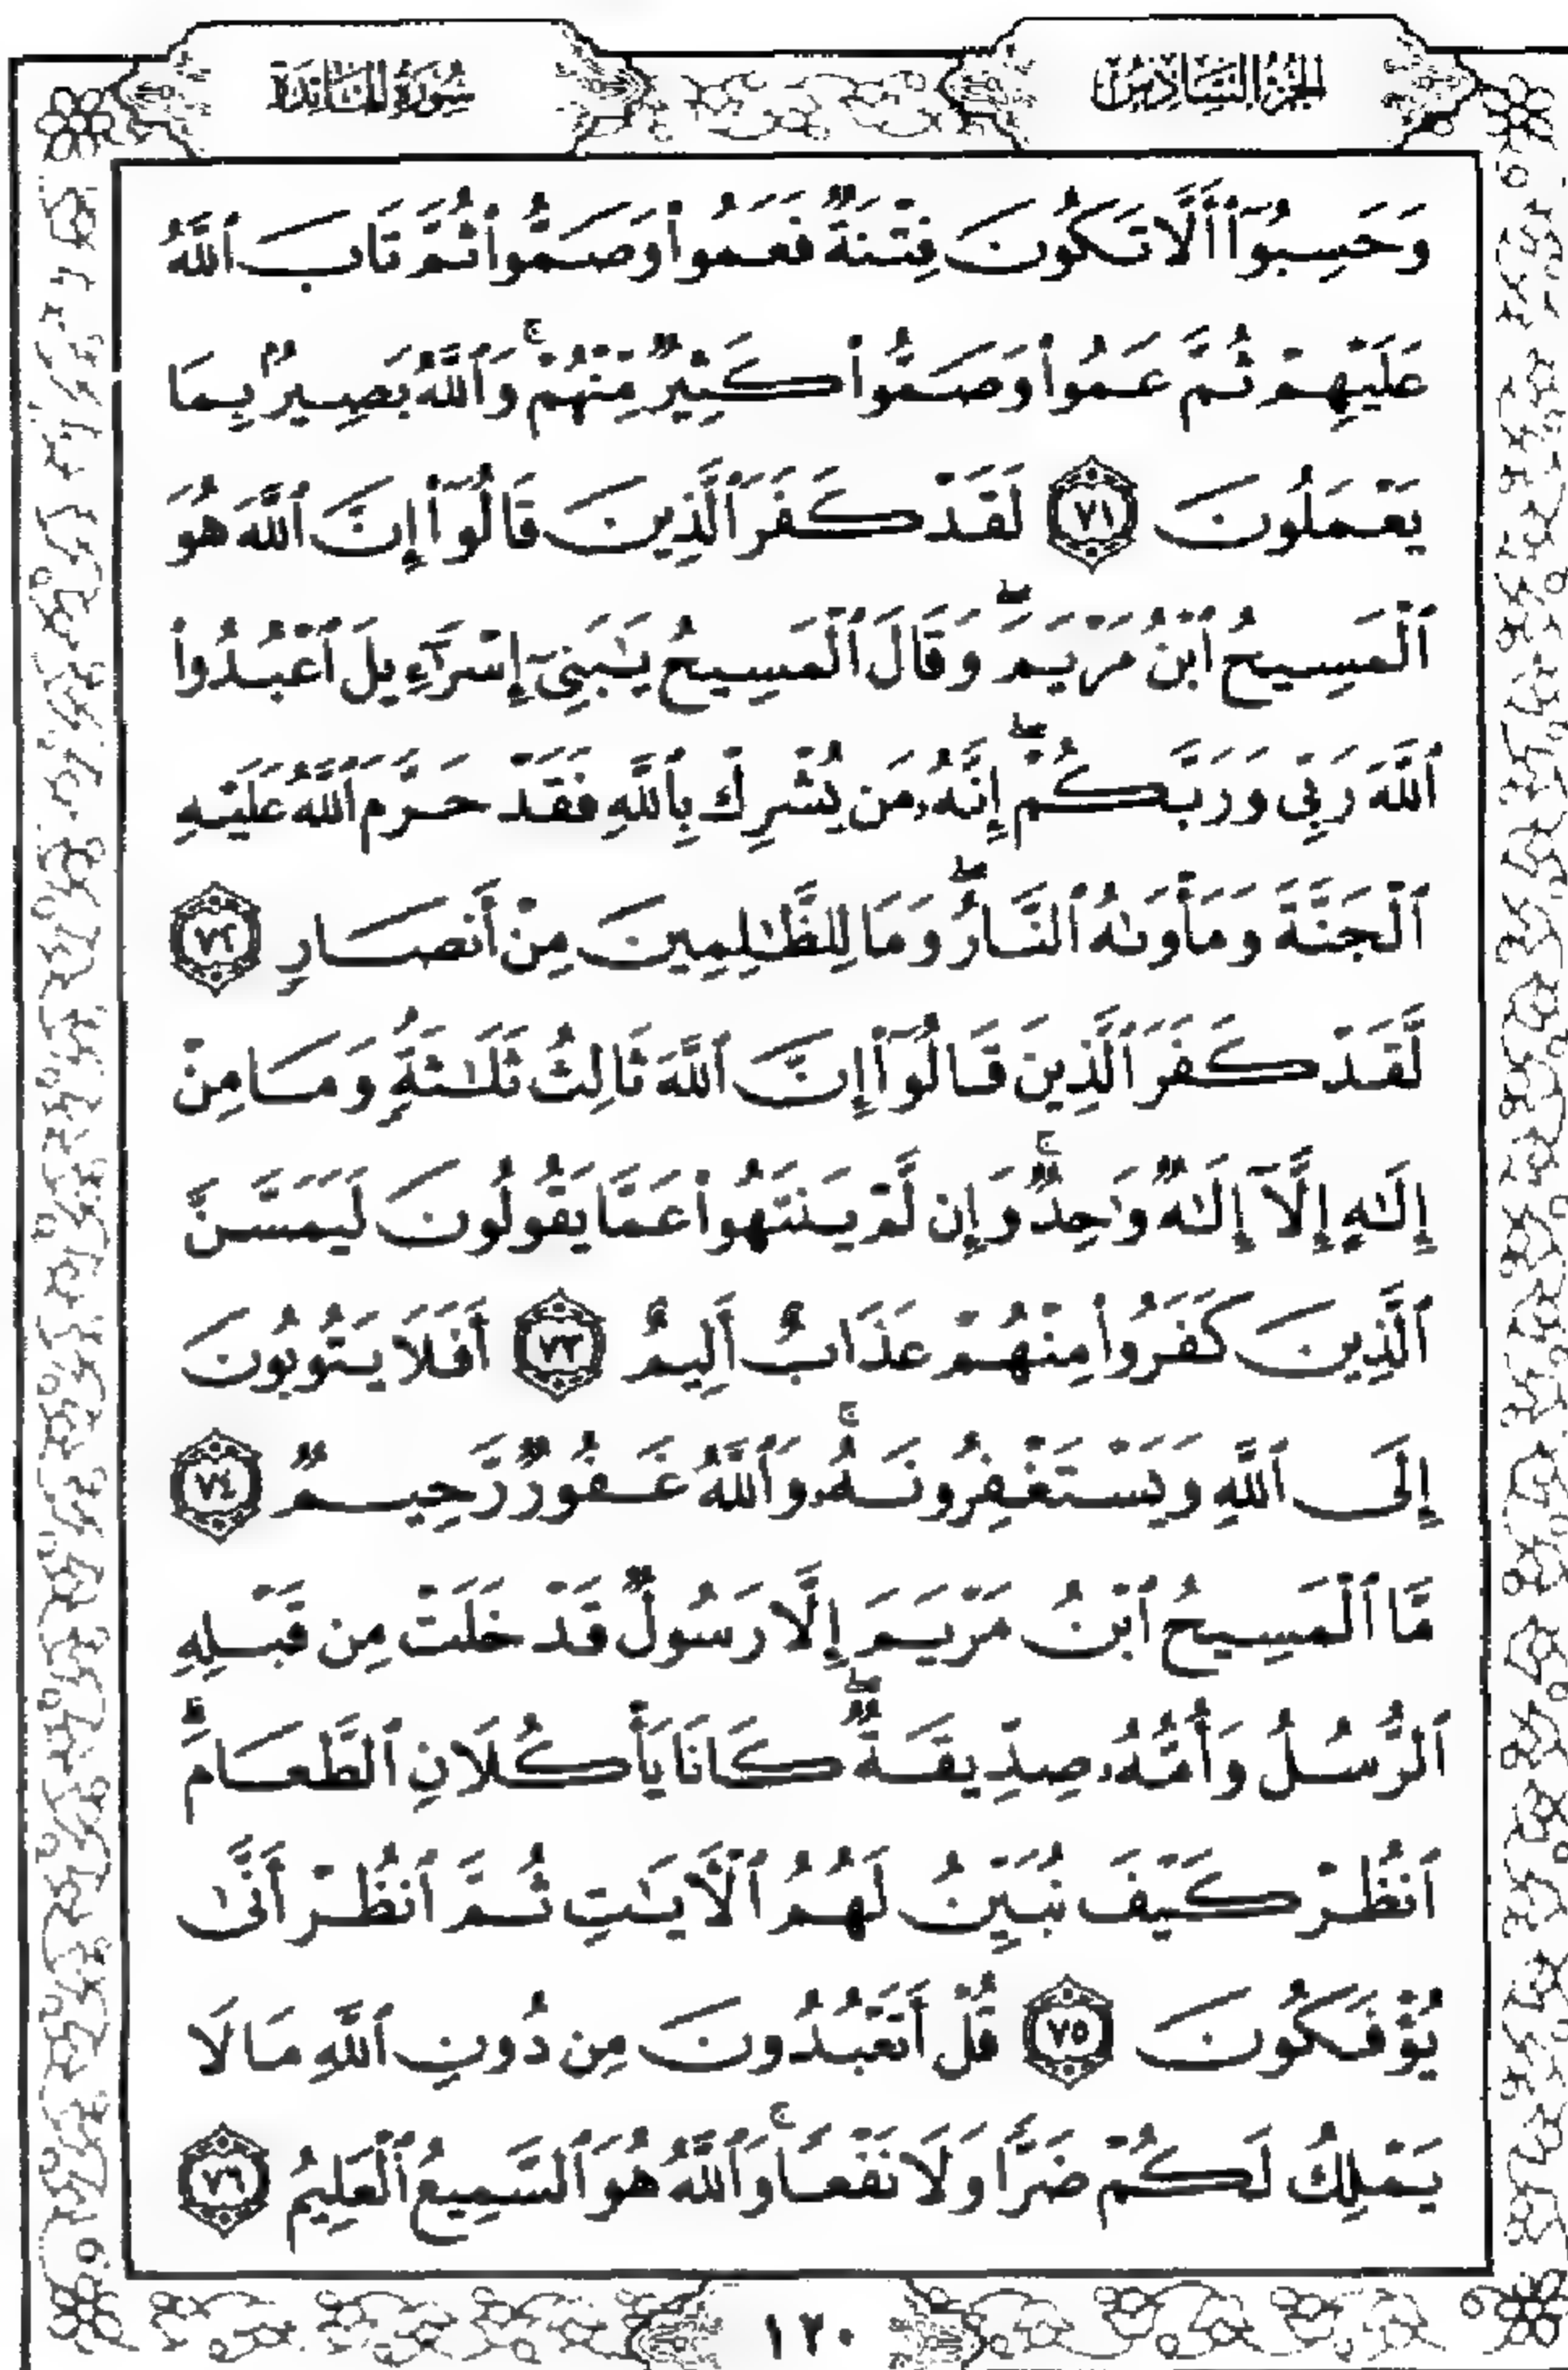 الجزء السادس
سورة المائدة
وَحَسِبُوٓا۟ أَلَّا تَكُونَ فِتْنَةٌ فَعَمُوا۟ وَصَمُّوا۟ ثُمَّ تَابَ ٱللَّهُ
عَلَيْهِمْ ثُمَّ عَمُوا۟ وَصَمُّوا۟ كَثِيرٌ مِّنْهُمْ ۚ وَٱللَّهُ بَصِيرٌۢ بِمَا
يَعْمَلُونَ ٧١ لَقَدْ كَفَرَ ٱلَّذِينَ قَالُوٓا۟ إِنَّ ٱللَّهَ هُوَ
ٱلْمَسِيحُ ٱبْنُ مَرْيَمَ ۖ وَقَالَ ٱلْمَسِيحُ يَـٰبَنِىٓ إِسْرَٰٓءِيلَ ٱعْبُدُوا۟
ٱللَّهَ رَبِّى وَرَبَّكُمْ ۖ إِنَّهُۥ مَن يُشْرِكْ بِٱللَّهِ فَقَدْ حَرَّمَ ٱللَّهُ عَلَيْهِ
ٱلْجَنَّةَ وَمَأْوَىٰهُ ٱلنَّارُ ۖ وَمَا لِلظَّـٰلِمِينَ مِنْ أَنصَارٍ ٧٢
لَّقَدْ كَفَرَ ٱلَّذِينَ قَالُوٓا۟ إِنَّ ٱللَّهَ ثَالِثُ ثَلَـٰثَةٍ ۘ وَمَا مِنْ
إِلَـٰهٍ إِلَّآ إِلَـٰهٌ وَٰحِدٌ ۚ وَإِن لَّمْ يَنتَهُوا۟ عَمَّا يَقُولُونَ لَيَمَسَّنَّ
ٱلَّذِينَ كَفَرُوا۟ مِنْهُمْ عَذَابٌ أَلِيمٌ ٧٣ أَفَلَا يَتُوبُونَ
إِلَى ٱللَّهِ وَيَسْتَغْفِرُونَهُۥ ۚ وَٱللَّهُ غَفُورٌ رَّحِيمٌ ٧٤
مَّا ٱلْمَسِيحُ ٱبْنُ مَرْيَمَ إِلَّا رَسُولٌ قَدْ خَلَتْ مِن قَبْلِهِ
ٱلرُّسُلُ وَأُمُّهُۥ صِدِّيقَةٌ ۖ كَانَا يَأْكُلَانِ ٱلطَّعَامَ ۗ
ٱنظُرْ كَيْفَ نُبَيِّنُ لَهُمُ ٱلْـَٔايَـٰتِ ثُمَّ ٱنظُرْ أَنَّىٰ
يُؤْفَكُونَ ٧٥ قُلْ أَتَعْبُدُونَ مِن دُونِ ٱللَّهِ مَا لَا
يَمْلِكُ لَكُمْ ضَرًّا وَلَا نَفْعًا ۚ وَٱللَّهُ هُوَ ٱلسَّمِيعُ ٱلْعَلِيمُ ٧٦
١٢٠